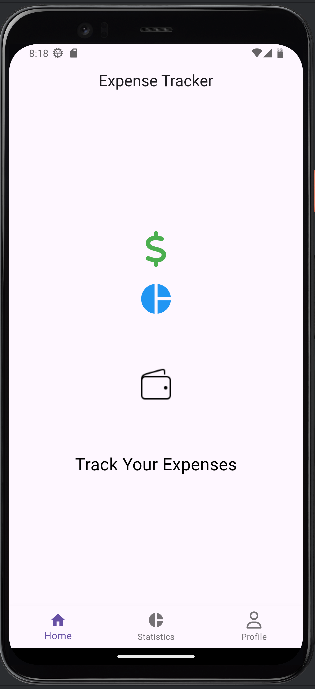 8:18
Expense Tracker
$
Track Your Expenses
Home
Statistics
Profile